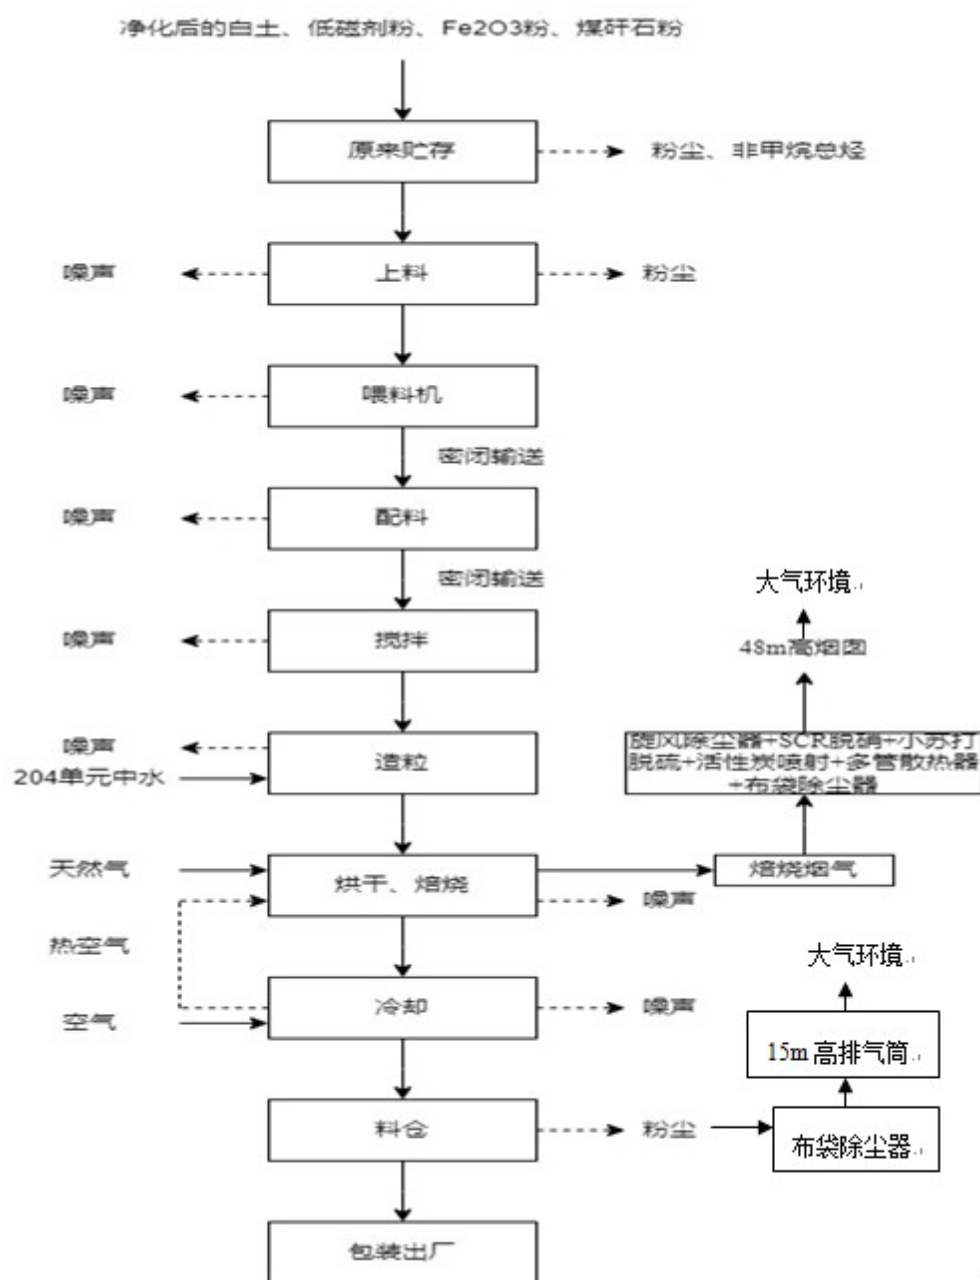 净化后的白土、低磁剂粉、Fe2O3粉、煤矸石粉
原来贮存
粉尘、非甲烷总烃
噪声
上料
粉尘
噪声
喂料机
密闭输送
噪声
配料
密闭输送
大气环境
噪声
搅拌
48m高烟囱
噪声
造粒
204单元中水
旋风除尘器+SCR脱硝+小苏打
脱硫+活性炭喷射+多管散热器
+布袋除尘器
天然气
烘干、焙烧
焙烧烟气
噪声
热空气
大气环境
冷却
噪声
空气
15m 高排气筒
料仓
粉尘
布袋除尘器
包装出厂